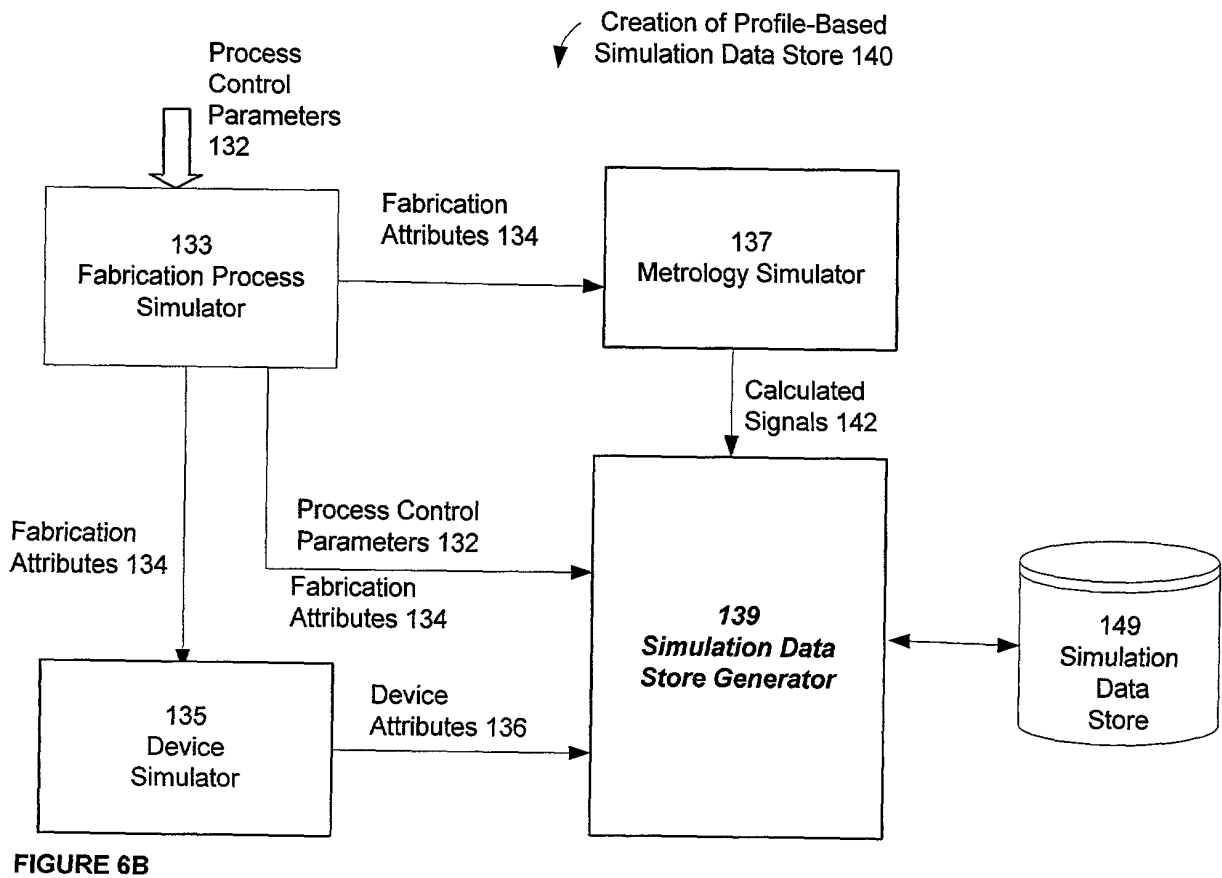 Creation of Profile-Based
Simulation Data Store 140
Process
Control
Parameters
132
133
Fabrication Process
Simulator
Fabrication
Attributes 134
137
Metrology Simulator
Calculated
Signals 142
Fabrication
Attributes 134
Process Control
Parameters 132
Fabrication
Attributes 134
139
Simulation Data
Store Generator
149
Simulation
Data
Store
135
Device
Simulator
Device
Attributes 136
FIGURE 6B